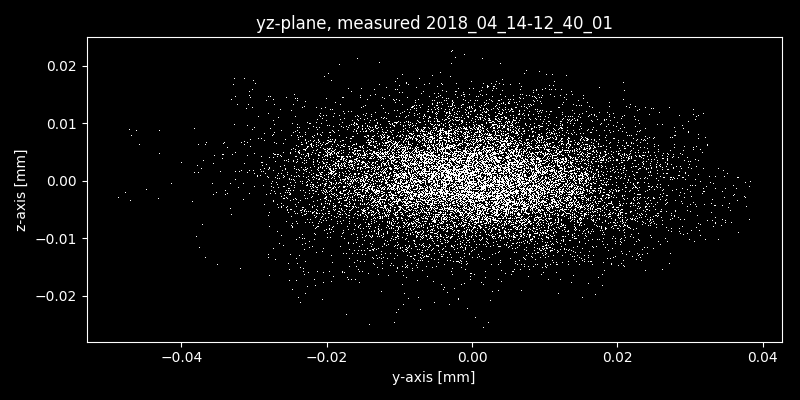 yz-plane, measured 2018_04_14-12_40_01
0.02
0.01
0.00
−0.01
−0.02
z-axis [mm]
−0.04 −0.02 0.00 0.02 0.04
y-axis [mm]